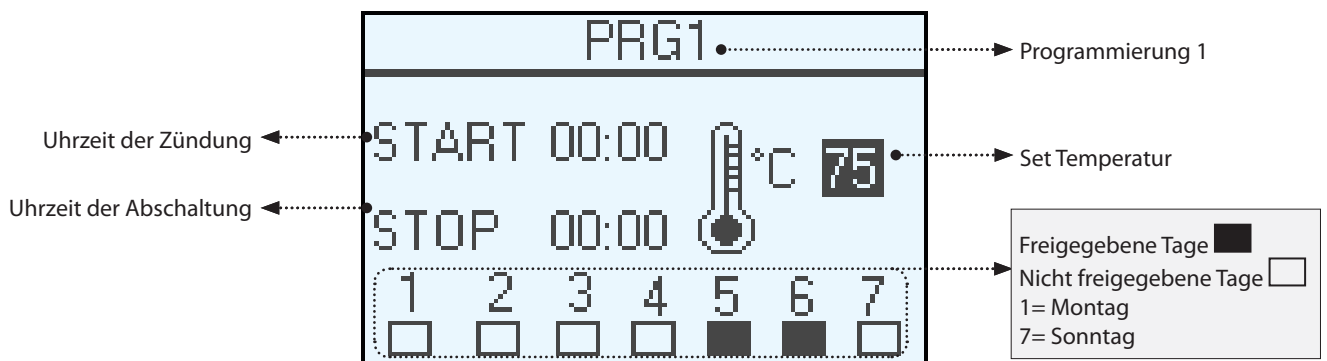 PRG1
Programmierung 1
Uhrzeit der Zündung
START 00:00
°C 75
Set Temperatur
Uhrzeit der Abschaltung
STOP 00:00
1 2 3 4 5 6 7
Freigegebene Tage
Nicht freigegebene Tage
1= Montag
7= Sonntag